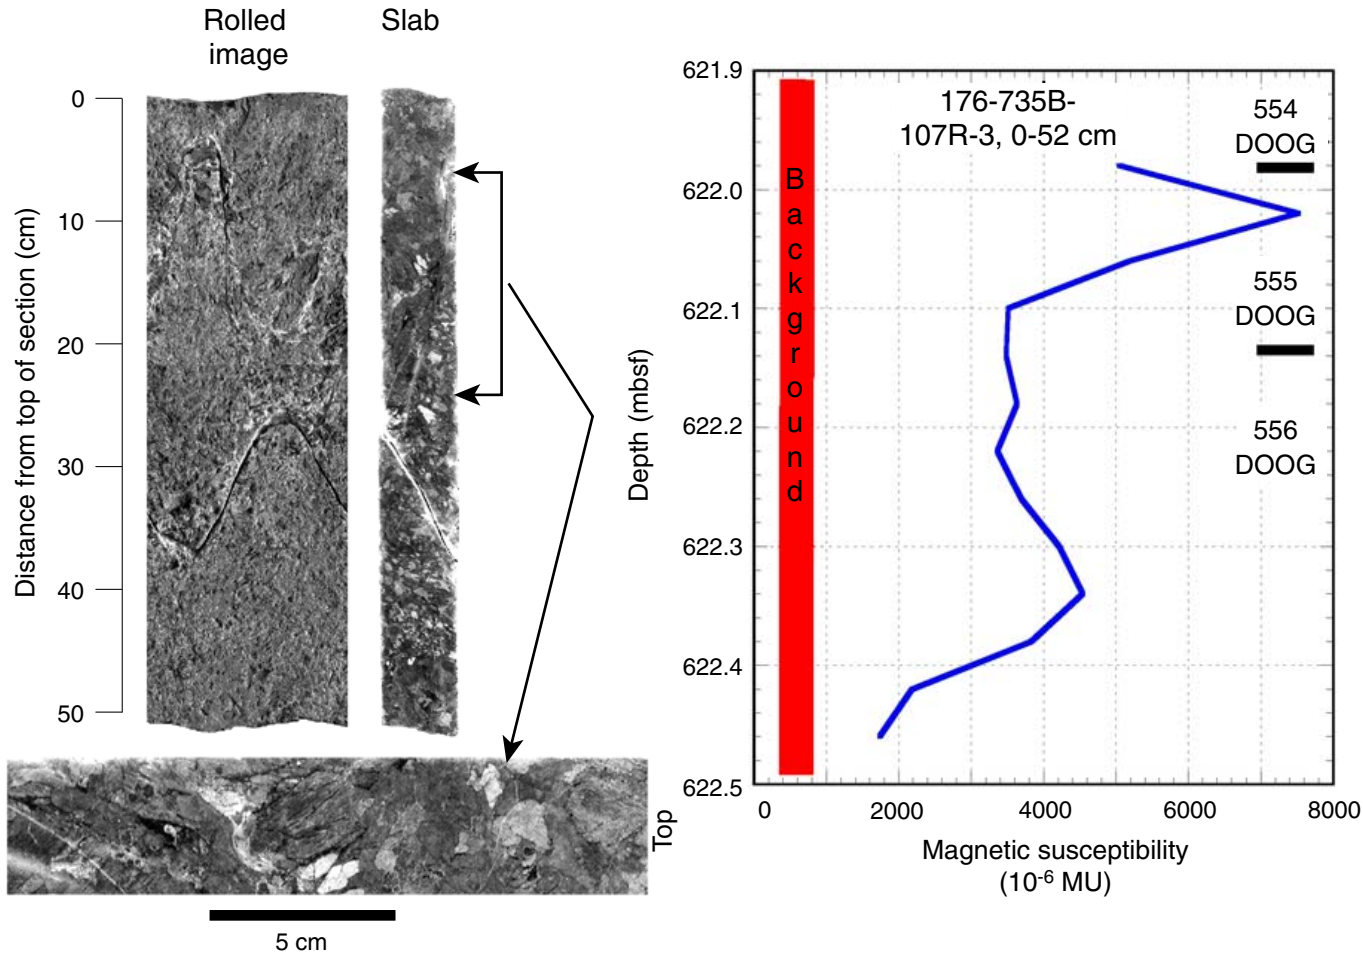 Rolled
image
Slab
0
10
20
30
40
50
Distance from top of section (cm)
Top
5 cm
621.9
622.0
622.1
622.2
622.3
622.4
622.5
Depth (mbsf)
Background
176-735B-
107R-3, 0-52 cm
554
DOOG
555
DOOG
556
DOOG
0 2000 4000 6000 8000
Magnetic susceptibility
(10⁻⁶ MU)